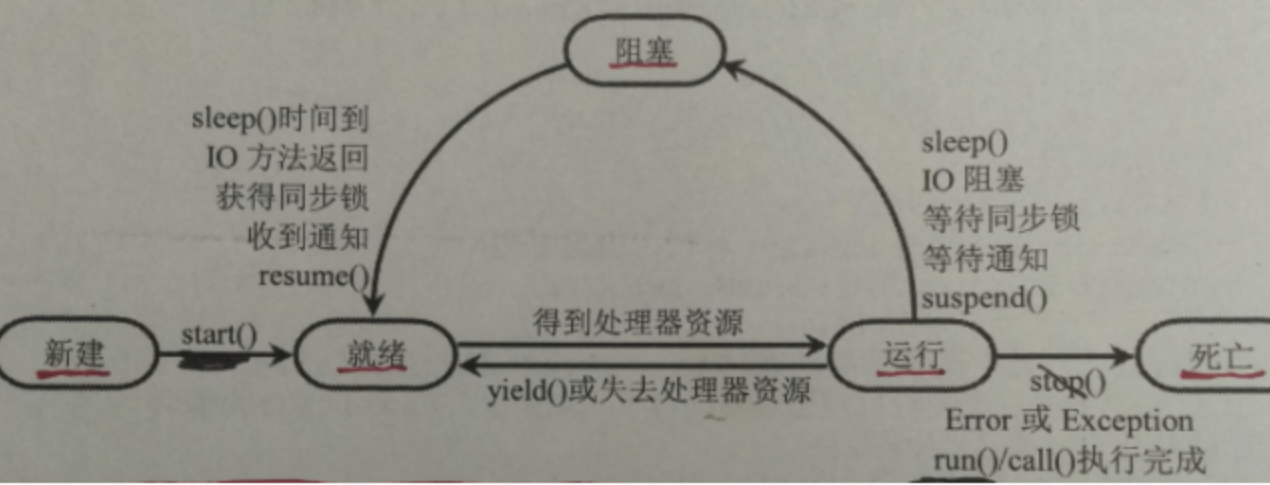 阻塞
sleep()时间到
IO 方法返回
获得同步锁
收到通知
resume()
sleep()
IO 阻塞
等待同步锁
等待通知
suspend()
新建
start()
就绪
得到处理器资源
yield()或失去处理器资源
运行
stop()
Error 或 Exception
run()/call()执行完成
死亡